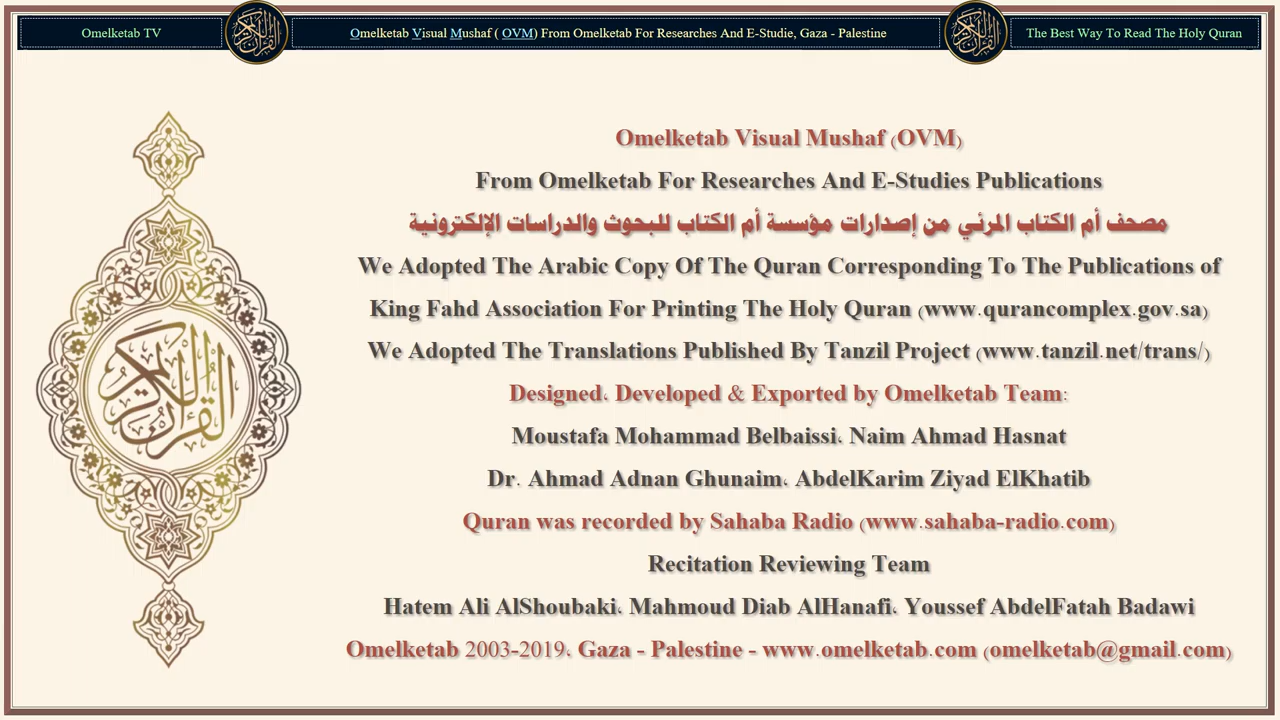 Omelketab TV
Omelketab Visual Mushaf ( OVM) From Omelketab For Researches And E-Studie, Gaza - Palestine
The Best Way To Read The Holy Quran
Omelketab Visual Mushaf (OVM)
From Omelketab For Researches And E-Studies Publications
مصحف أم الكتاب المرئي من إصدارات مؤسسة أم الكتاب للبحوث والدراسات الإلكترونية
We Adopted The Arabic Copy Of The Quran Corresponding To The Publications of
King Fahd Association For Printing The Holy Quran (www.qurancomplex.gov.sa)
We Adopted The Translations Published By Tanzil Project (www.tanzil.net/trans/)
Designed، Developed & Exported by Omelketab Team:
Moustafa Mohammad Belbaissi، Naim Ahmad Hasnat
Dr. Ahmad Adnan Ghunaim، AbdelKarim Ziyad ElKhatib
Quran was recorded by Sahaba Radio (www.sahaba-radio.com)
Recitation Reviewing Team
Hatem Ali AlShoubaki، Mahmoud Diab AlHanafi، Youssef AbdelFatah Badawi
Omelketab 2003-2019، Gaza - Palestine - www.omelketab.com (omelketab@gmail.com)
القرآن الكريم